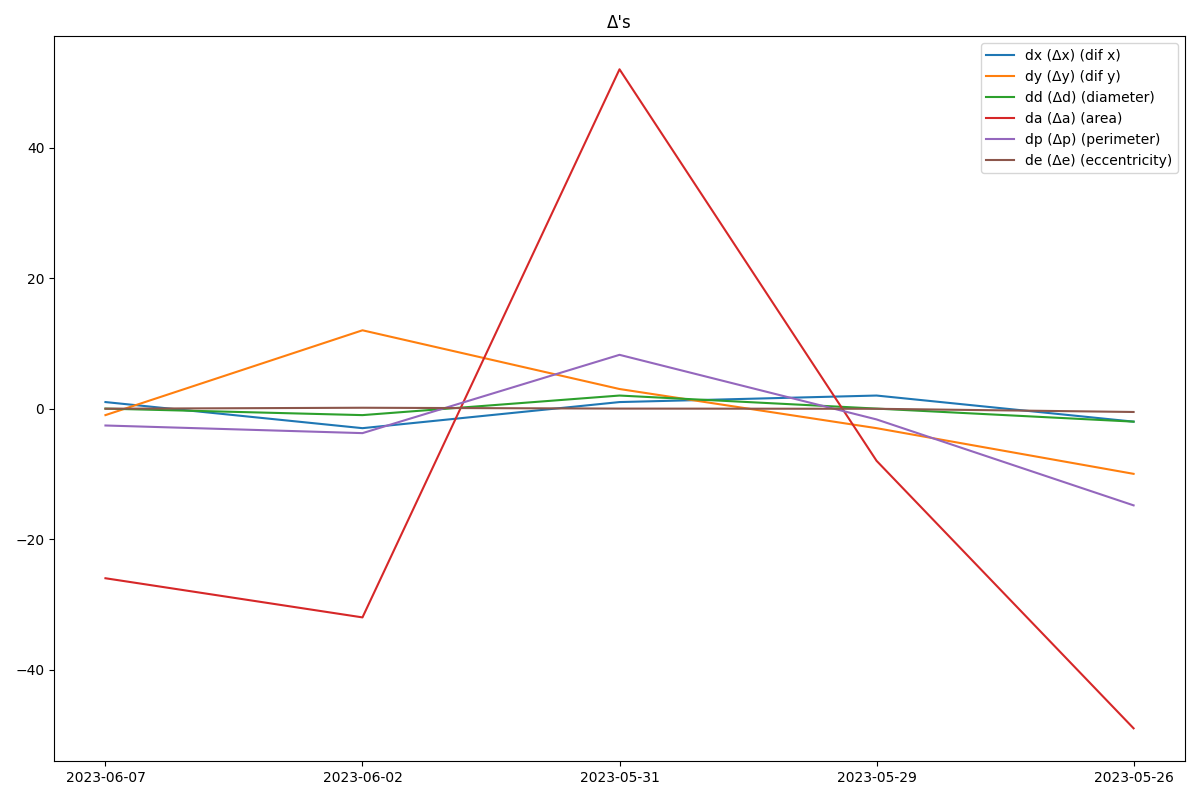 Δ's
dx (Δx) (dif x)
dy (Δy) (dif y)
dd (Δd) (diameter)
da (Δa) (area)
dp (Δp) (perimeter)
de (Δe) (eccentricity)
40
20
0
−20
−40
2023-06-07 2023-06-02 2023-05-31 2023-05-29 2023-05-26